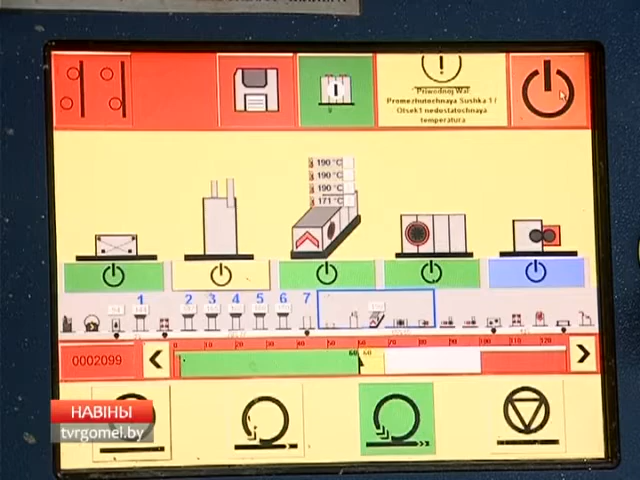 Priwodnoj Wal
Promezhutochnaya Sushka 1 /
Otsek1 nedostatochnaya
temperatura
190 °C
190 °C
190 °C
171 °C
1 2 3 4 5 6 7
0 10 20 30 40 50 60 70 80 90 100 110 120
0002099
НАВІНЫ
tvrgomel.by